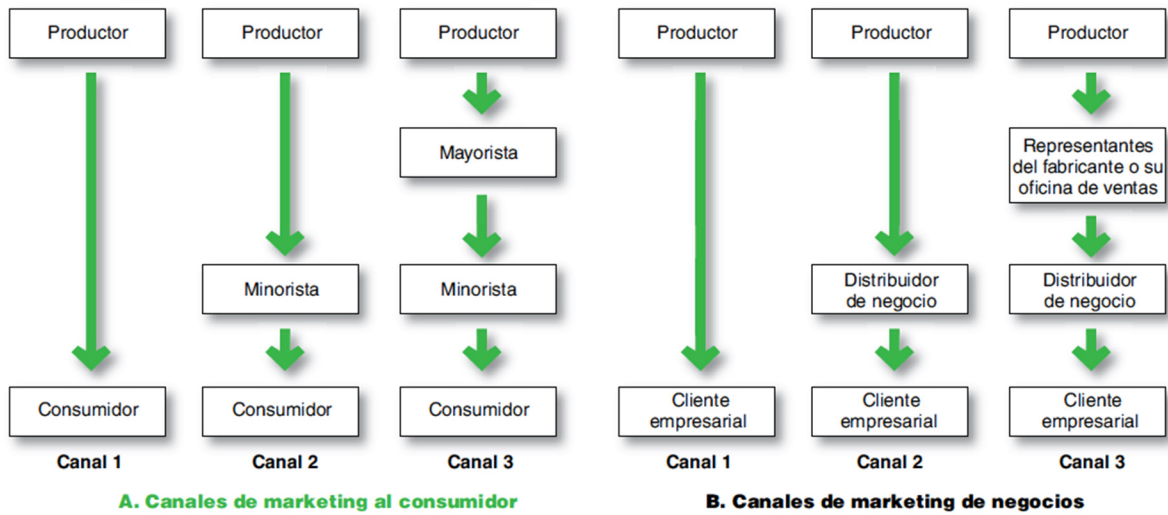 Productor
Productor
Productor
Productor
Productor
Productor
Mayorista
Representantes
del fabricante o su
oficina de ventas
Minorista
Minorista
Distribuidor
de negocio
Distribuidor
de negocio
Consumidor
Consumidor
Consumidor
Cliente
empresarial
Cliente
empresarial
Cliente
empresarial
Canal 1
Canal 2
Canal 3
Canal 1
Canal 2
Canal 3
A. Canales de marketing al consumidor
B. Canales de marketing de negocios